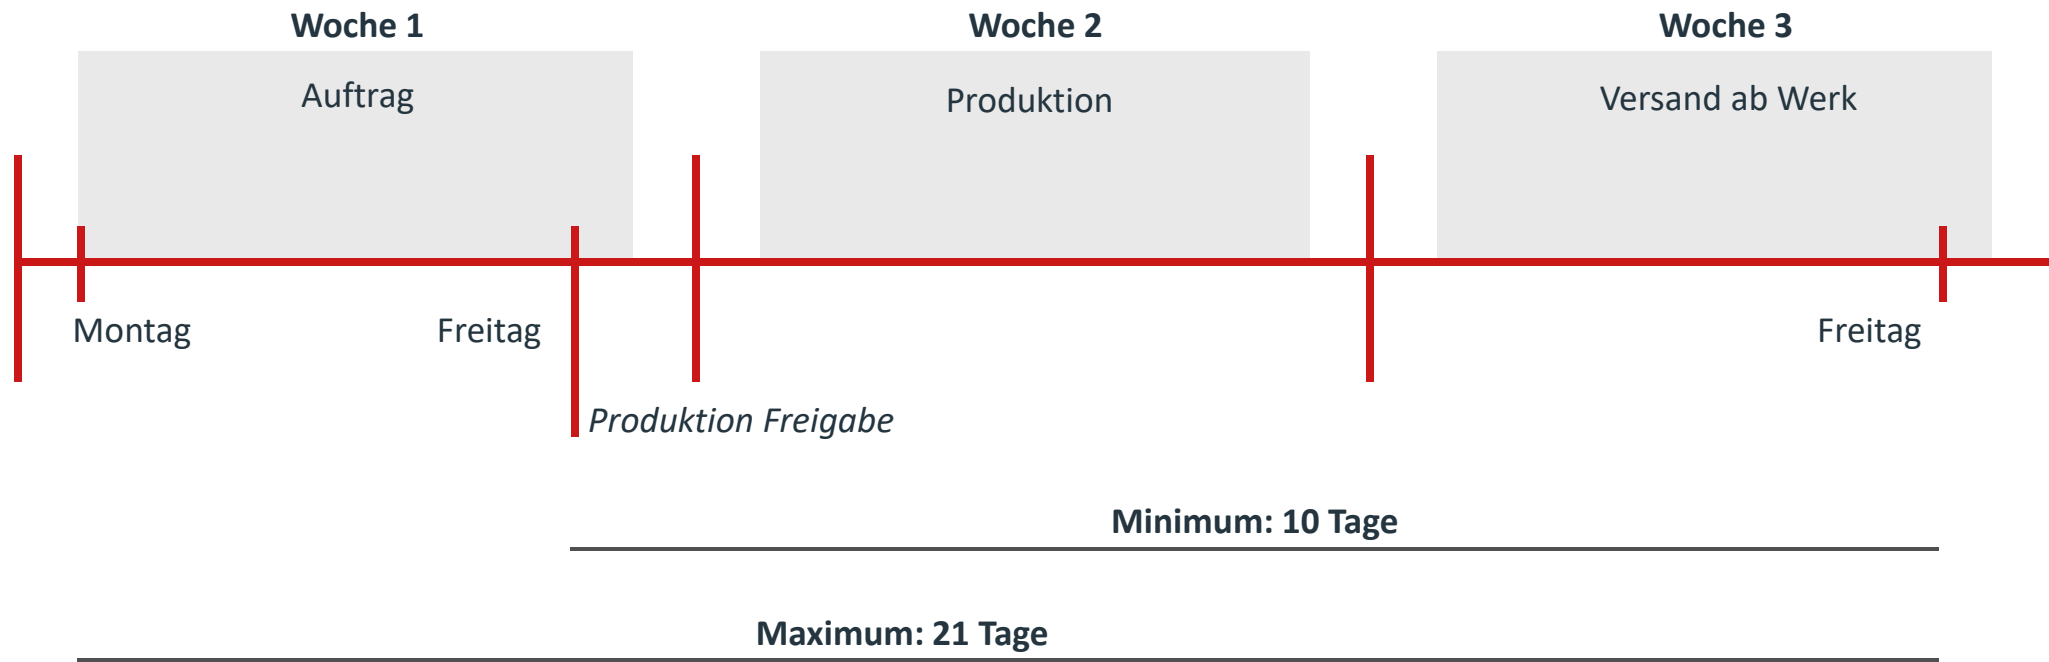 Woche 1
Woche 2
Woche 3
Auftrag
Produktion
Versand ab Werk
Montag
Freitag
Freitag
Produktion Freigabe
Minimum: 10 Tage
Maximum: 21 Tage